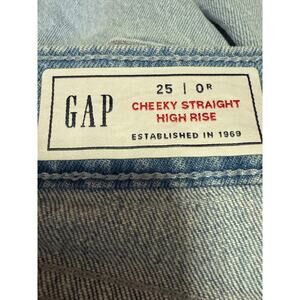 GAP
25 | 0R
CHEEKY STRAIGHT
HIGH RISE
ESTABLISHED IN 1969